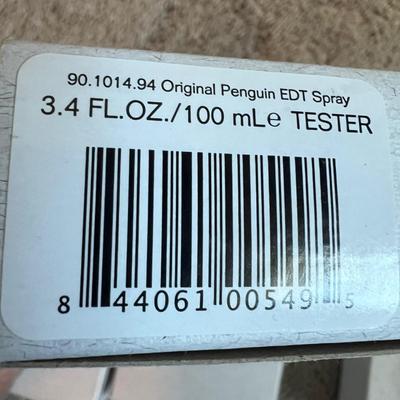 90.1014.94 Original Penguin EDT Spray
3.4 FL.OZ./100 mLe TESTER
8 44061 00549 5